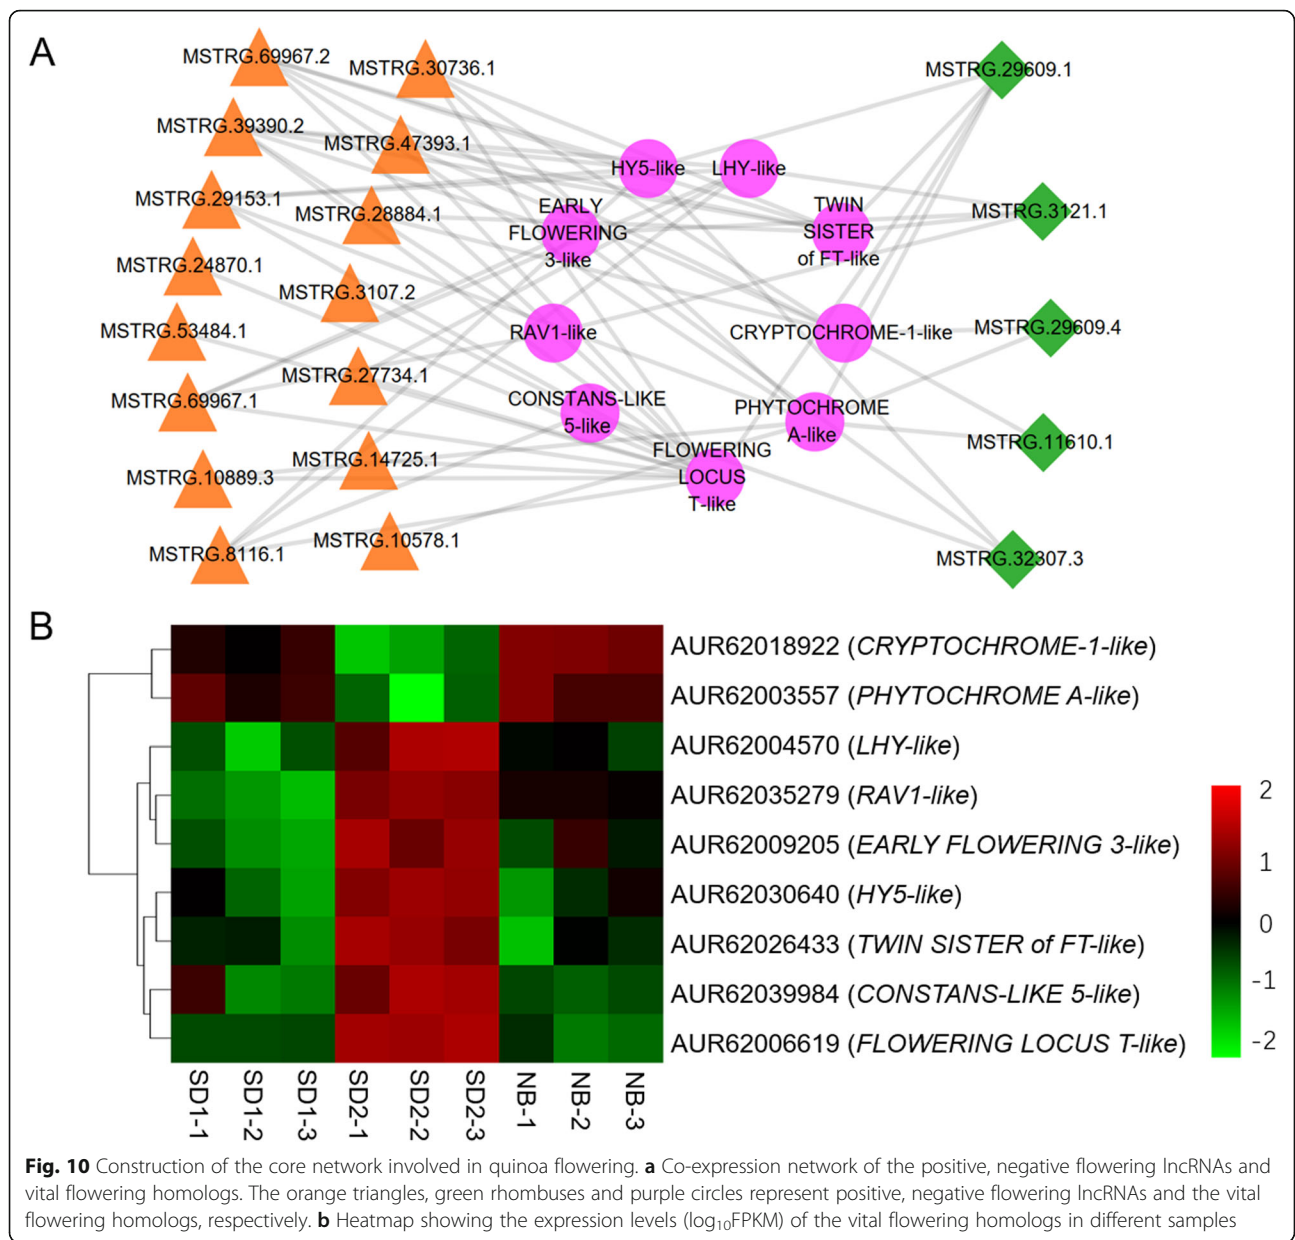 A
MSTRG.69967.2
MSTRG.30736.1
MSTRG.29609.1
MSTRG.39390.2
MSTRG.47393.1
HY5-like
LHY-like
MSTRG.29153.1
MSTRG.28884.1
EARLY
FLOWERING
3-like
TWIN
SISTER
of FT-like
MSTRG.3121.1
MSTRG.24870.1
MSTRG.3107.2
MSTRG.53484.1
RAV1-like
CRYPTOCHROME-1-like
MSTRG.29609.4
MSTRG.27734.1
MSTRG.69967.1
CONSTANS-LIKE
5-like
PHYTOCHROME
A-like
MSTRG.11610.1
MSTRG.10889.3
MSTRG.14725.1
FLOWERING
LOCUS
T-like
MSTRG.8116.1
MSTRG.10578.1
MSTRG.32307.3
B
AUR62018922 (CRYPTOCHROME-1-like)
AUR62003557 (PHYTOCHROME A-like)
AUR62004570 (LHY-like)
AUR62035279 (RAV1-like)
AUR62009205 (EARLY FLOWERING 3-like)
AUR62030640 (HY5-like)
AUR62026433 (TWIN SISTER of FT-like)
AUR62039984 (CONSTANS-LIKE 5-like)
AUR62006619 (FLOWERING LOCUS T-like)
2
1
0
-1
-2
SD1-1
SD1-2
SD1-3
SD2-1
SD2-2
SD2-3
NB-1
NB-2
NB-3
Fig. 10 Construction of the core network involved in quinoa flowering. a Co-expression network of the positive, negative flowering lncRNAs and
vital flowering homologs. The orange triangles, green rhombuses and purple circles represent positive, negative flowering lncRNAs and the vital
flowering homologs, respectively. b Heatmap showing the expression levels (log₁₀FPKM) of the vital flowering homologs in different samples